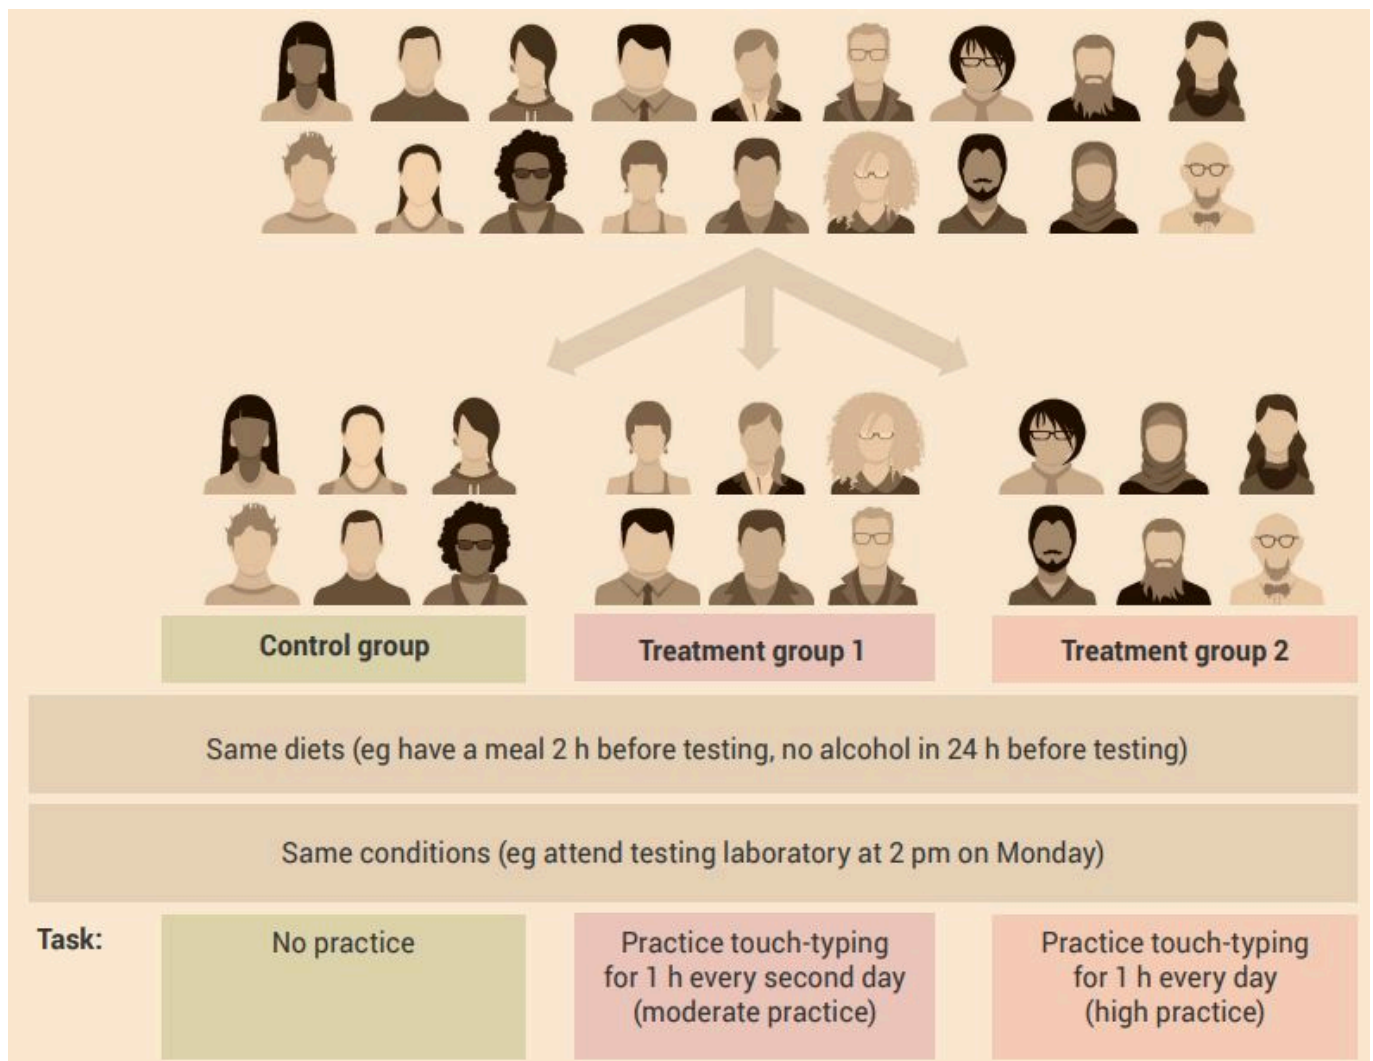 Control group
Treatment group 1
Treatment group 2
Same diets (eg have a meal 2 h before testing, no alcohol in 24 h before testing)
Same conditions (eg attend testing laboratory at 2 pm on Monday)
Task:
No practice
Practice touch-typing
for 1 h every second day
(moderate practice)
Practice touch-typing
for 1 h every day
(high practice)